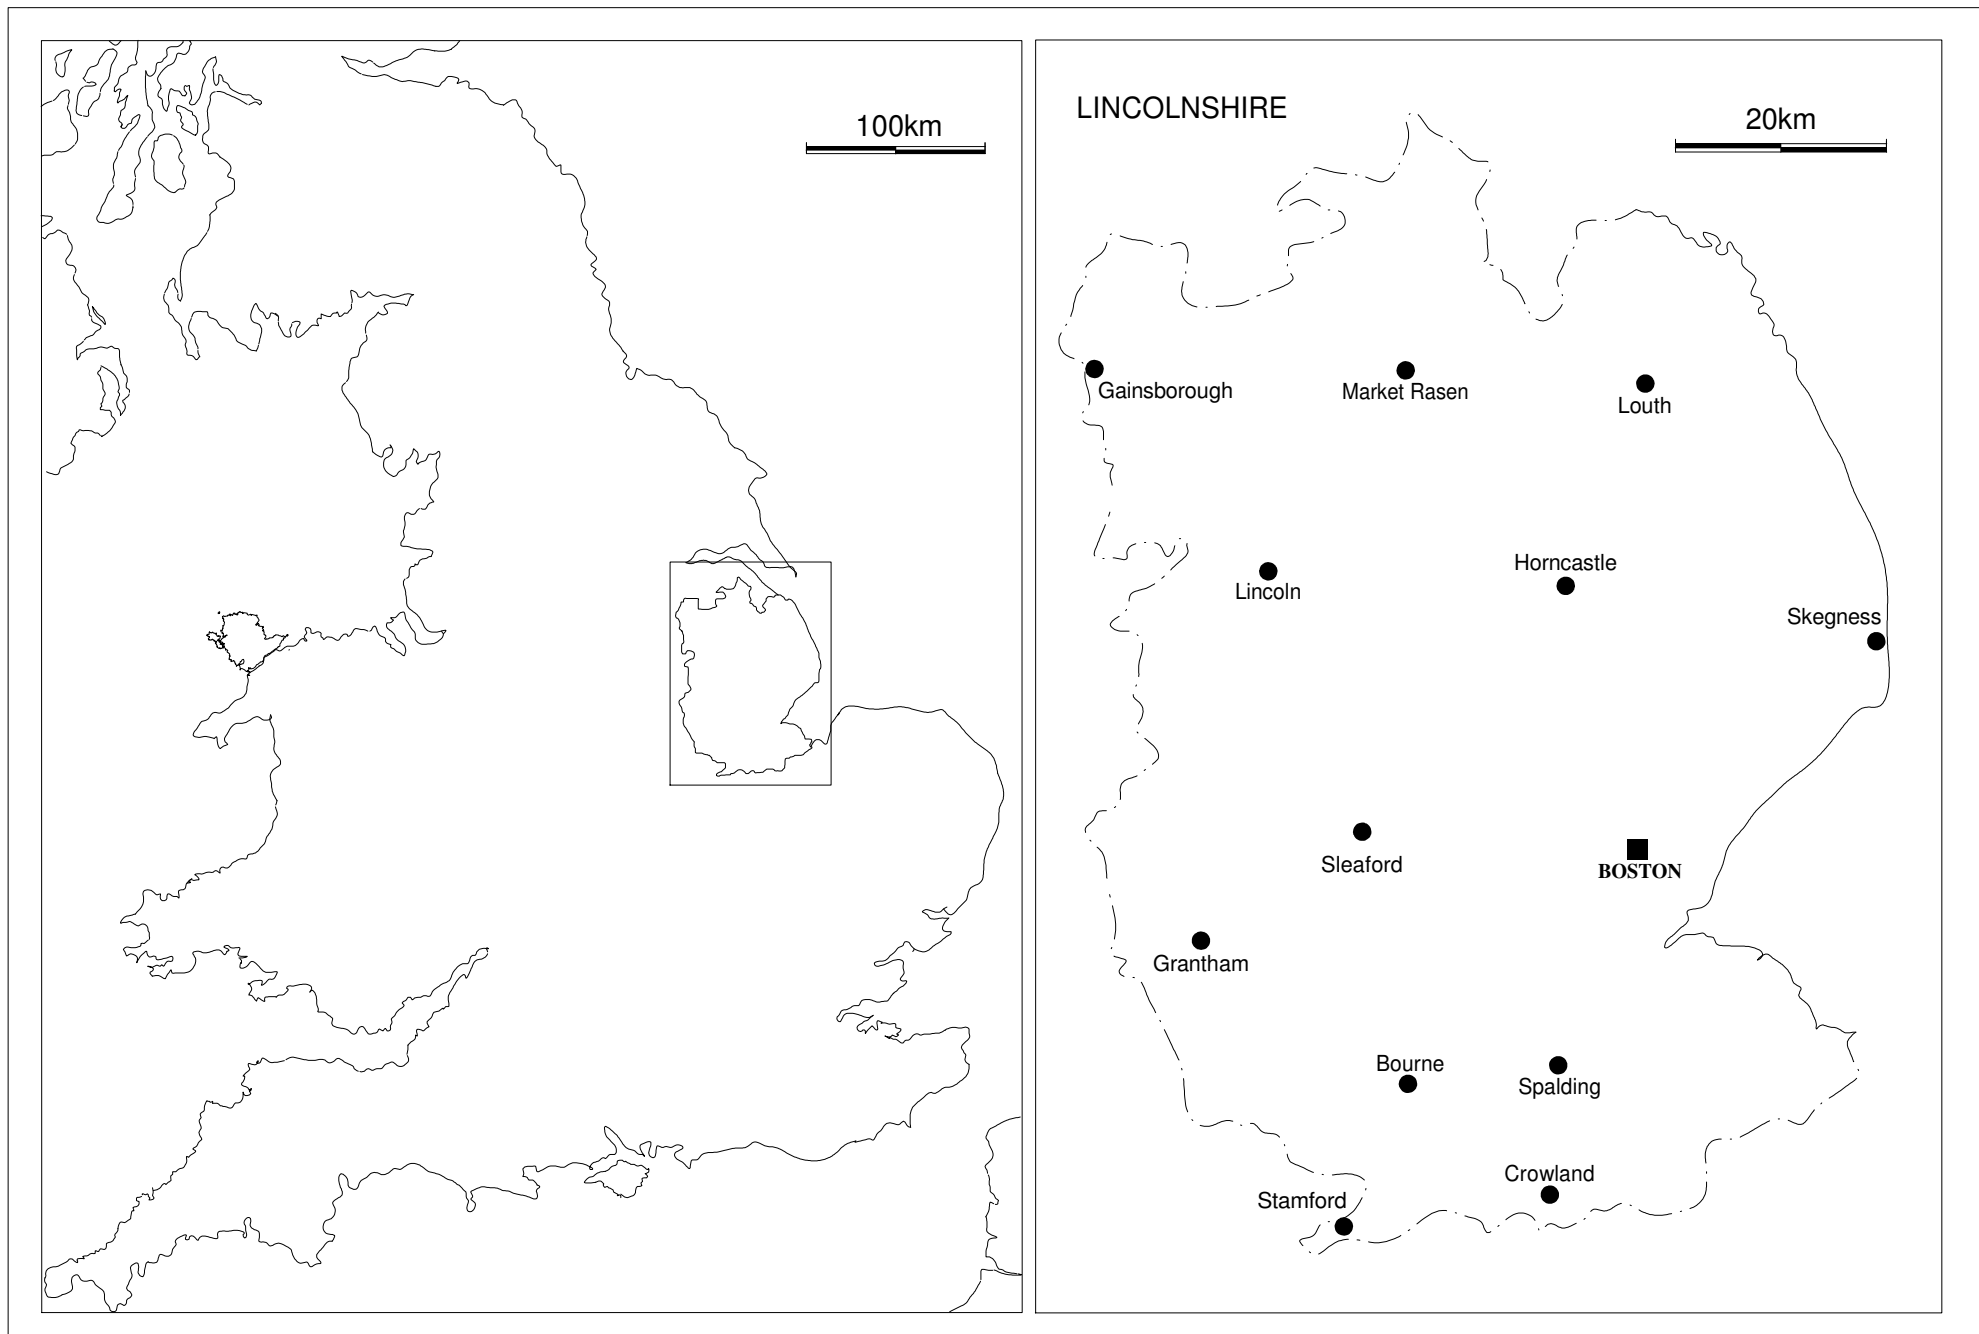 100km
LINCOLNSHIRE
20km
Gainsborough
Market Rasen
Louth
Lincoln
Horncastle
Skegness
Sleaford
BOSTON
Grantham
Bourne
Spalding
Crowland
Stamford